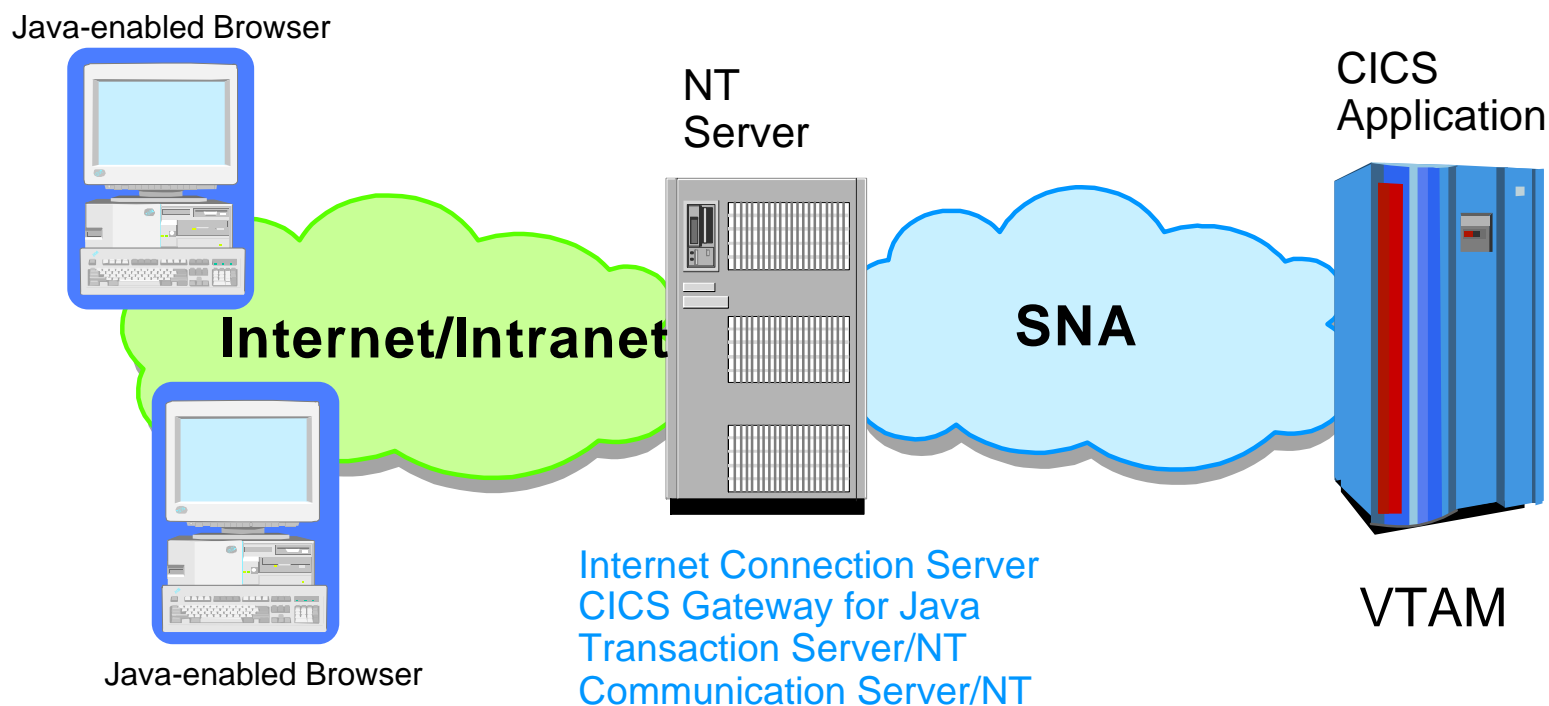 Java-enabled Browser
NT
Server
CICS
Application
Internet/Intranet
SNA
Internet Connection Server
CICS Gateway for Java
Transaction Server/NT
Communication Server/NT
VTAM
Java-enabled Browser